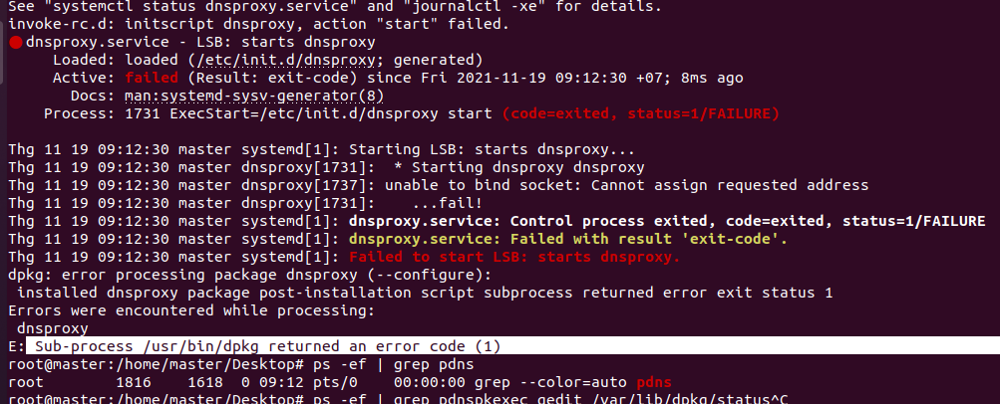 See "systemctl status dnsproxy.service" and "journalctl -xe" for details.
invoke-rc.d: initscript dnsproxy, action "start" failed.
● dnsproxy.service - LSB: starts dnsproxy
Loaded: loaded (/etc/init.d/dnsproxy; generated)
Active: failed (Result: exit-code) since Fri 2021-11-19 09:12:30 +07; 8ms ago
Docs: man:systemd-sysv-generator(8)
Process: 1731 ExecStart=/etc/init.d/dnsproxy start (code=exited, status=1/FAILURE)
Thg 11 19 09:12:30 master systemd[1]: Starting LSB: starts dnsproxy...
Thg 11 19 09:12:30 master dnsproxy[1731]:  * Starting dnsproxy dnsproxy
Thg 11 19 09:12:30 master dnsproxy[1737]: unable to bind socket: Cannot assign requested address
Thg 11 19 09:12:30 master dnsproxy[1731]:    ...fail!
Thg 11 19 09:12:30 master systemd[1]: dnsproxy.service: Control process exited, code=exited, status=1/FAILURE
Thg 11 19 09:12:30 master systemd[1]: dnsproxy.service: Failed with result 'exit-code'.
Thg 11 19 09:12:30 master systemd[1]: Failed to start LSB: starts dnsproxy.
dpkg: error processing package dnsproxy (--configure):
installed dnsproxy package post-installation script subprocess returned error exit status 1
Errors were encountered while processing:
dnsproxy
E: Sub-process /usr/bin/dpkg returned an error code (1)
root@master:/home/master/Desktop# ps -ef | grep pdns
root        1816    1618  0 09:12 pts/0    00:00:00 grep --color=auto pdns
root@master:/home/master/Desktop# ps -ef | grep pdnspkexec gedit /var/lib/dpkg/status^C